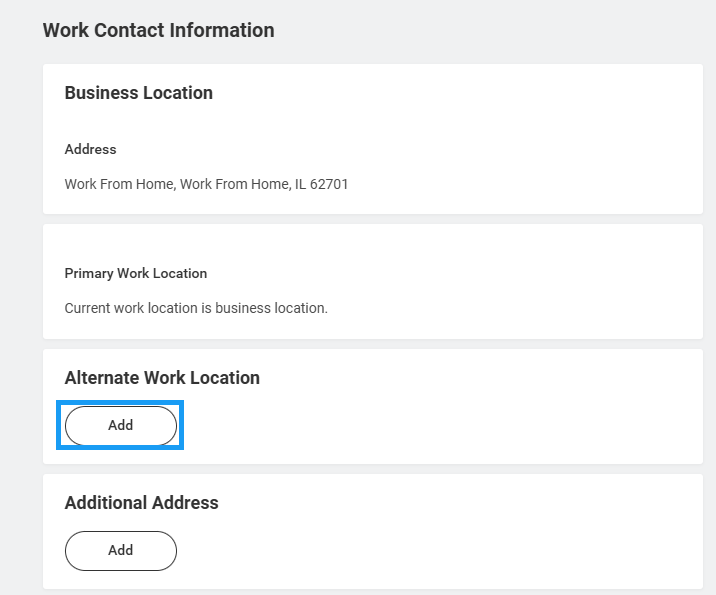 Work Contact Information
Business Location
Address
Work From Home, Work From Home, IL 62701
Primary Work Location
Current work location is business location.
Alternate Work Location
Add
Additional Address
Add